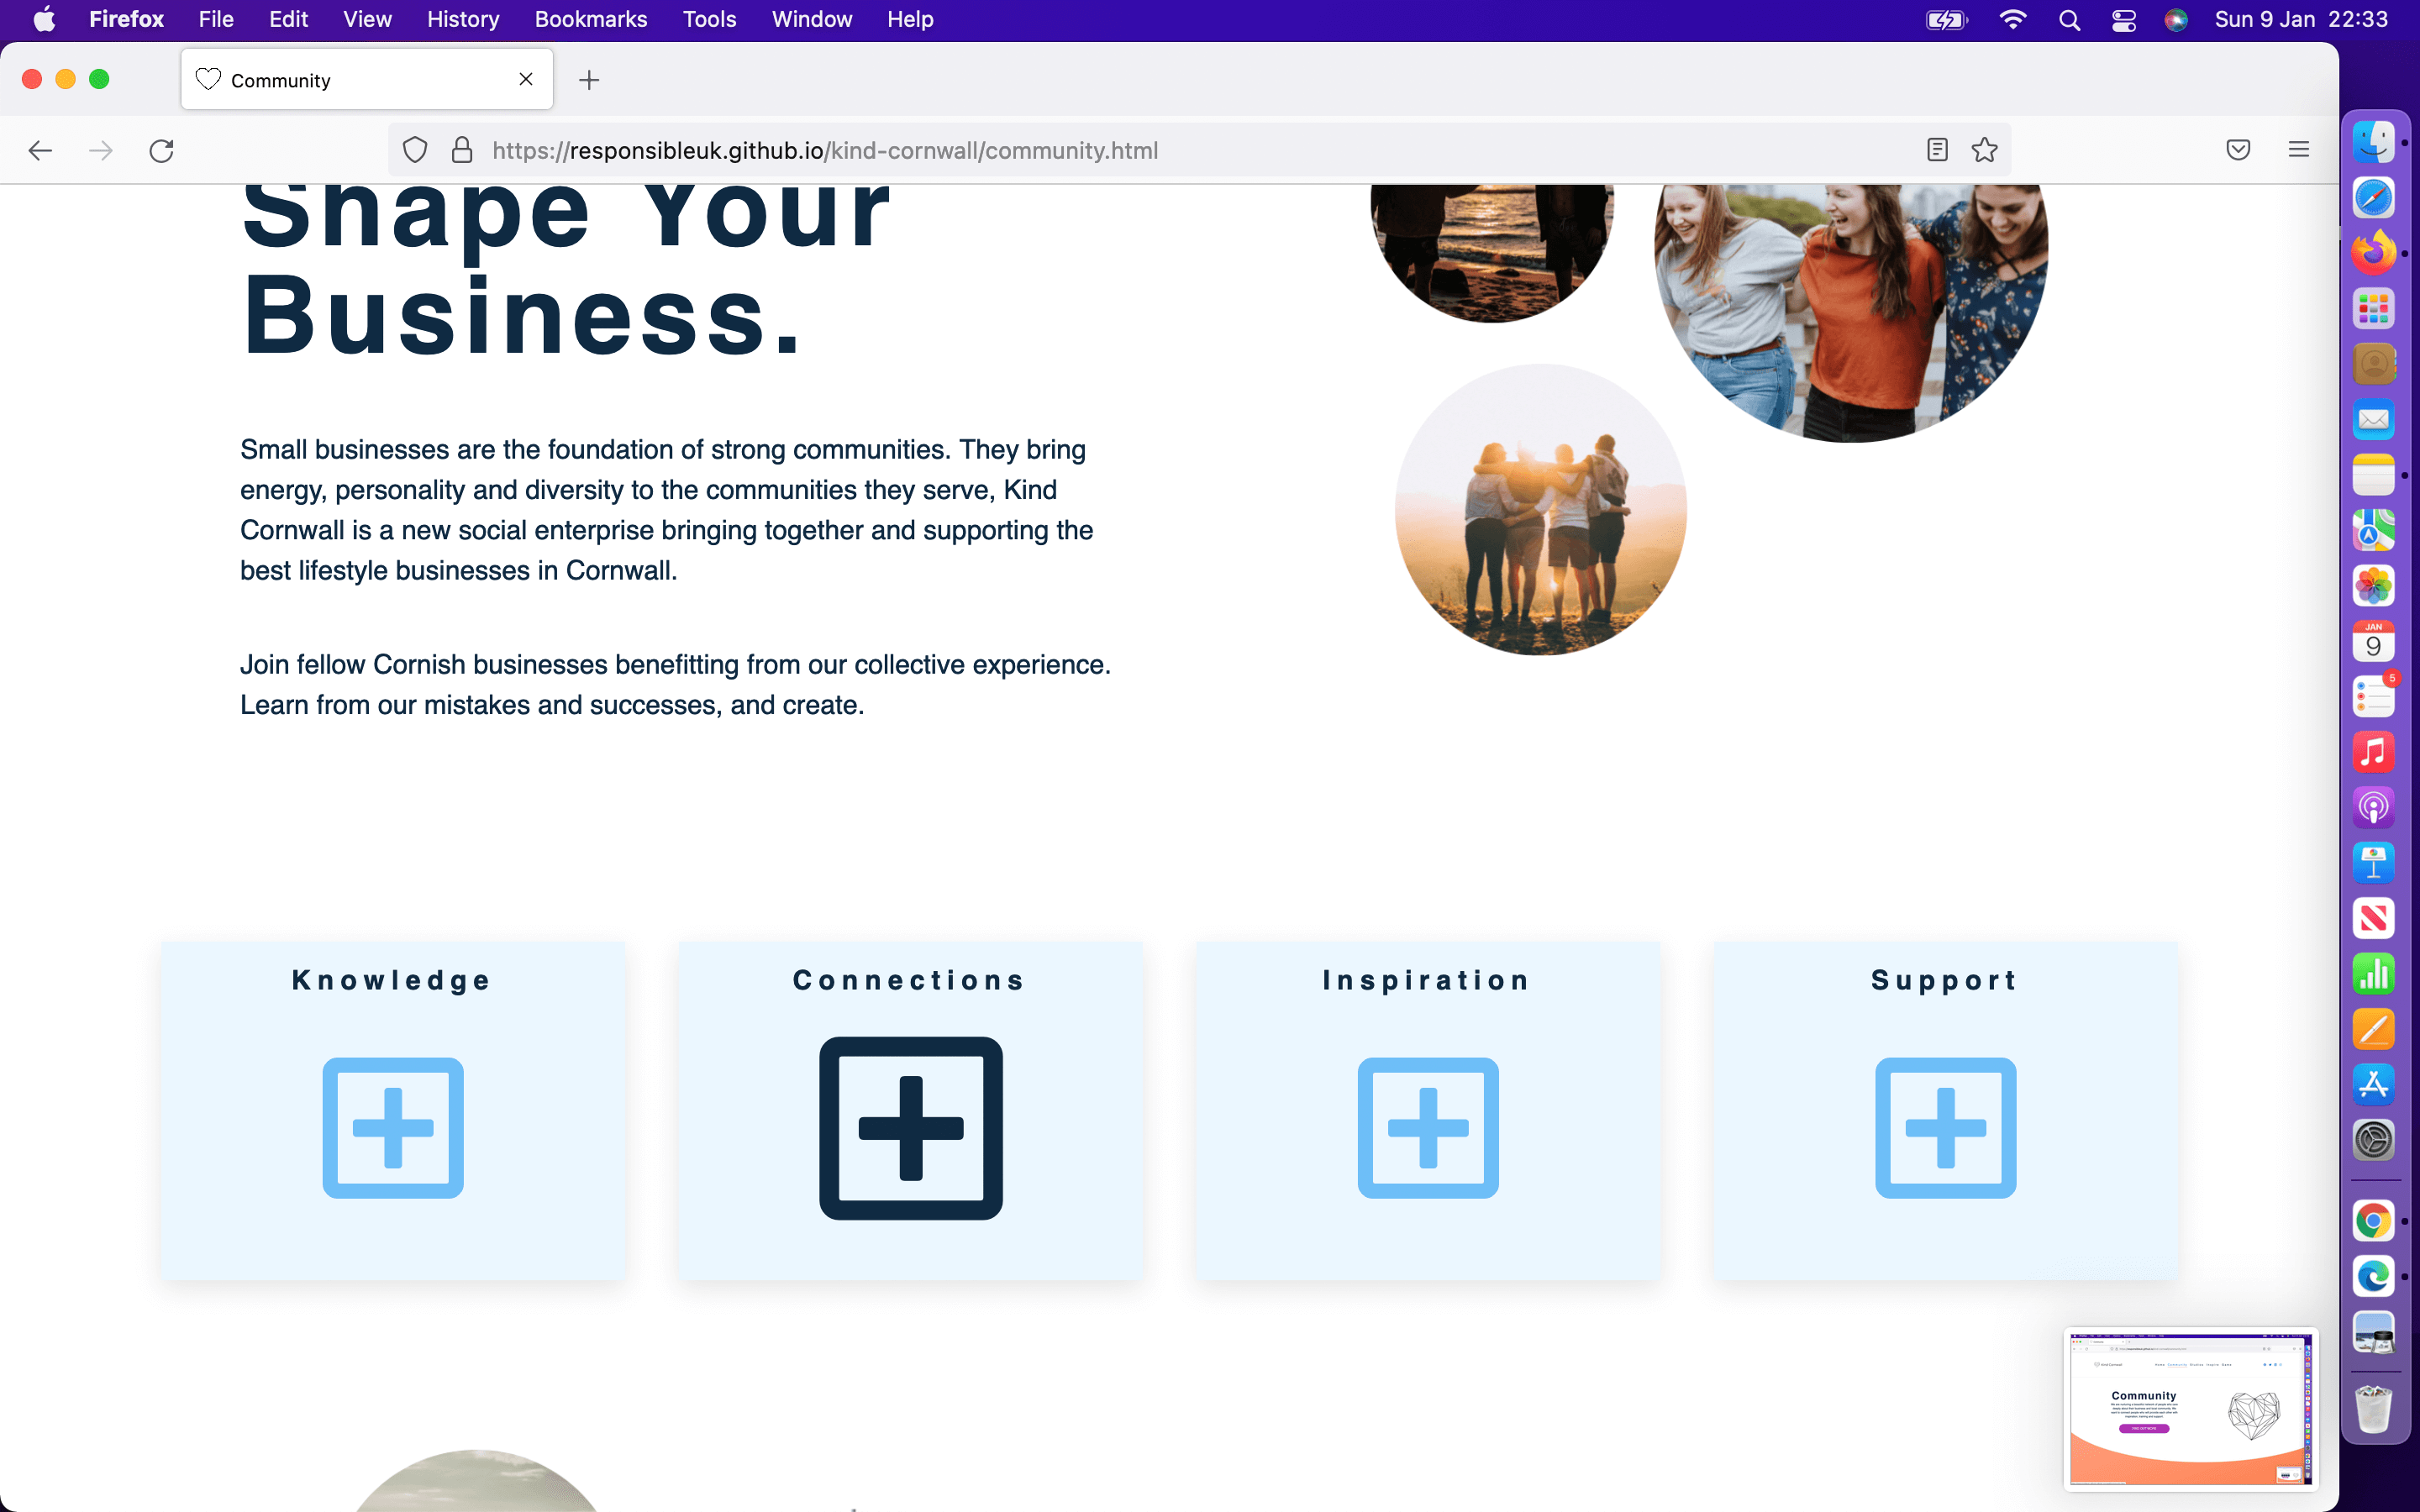 Firefox File Edit View History Bookmarks Tools Window Help Sun 9 Jan 22:33
Community
https://responsibleuk.github.io/kind-cornwall/community.html
Shape Your
Business.
Small businesses are the foundation of strong communities. They bring
energy, personality and diversity to the communities they serve, Kind
Cornwall is a new social enterprise bringing together and supporting the
best lifestyle businesses in Cornwall.
Join fellow Cornish businesses benefitting from our collective experience.
Learn from our mistakes and successes, and create.
Knowledge
Connections
Inspiration
Support
JAN
9
5
Community